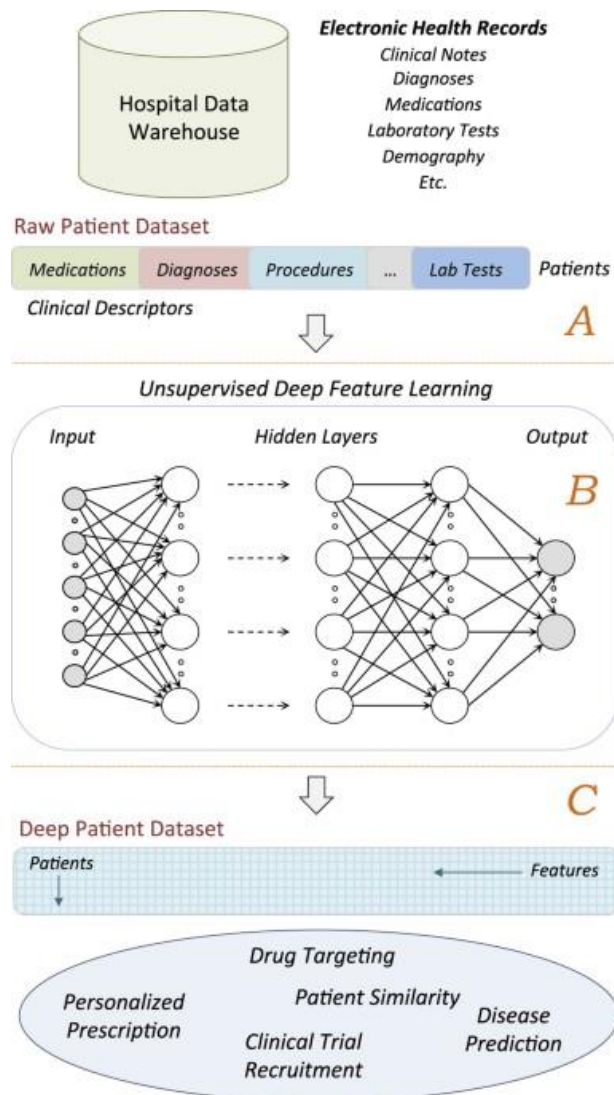 Hospital Data
Warehouse
Electronic Health Records
Clinical Notes
Diagnoses
Medications
Laboratory Tests
Demography
Etc.
Raw Patient Dataset
Medications Diagnoses Procedures ... Lab Tests Patients
Clinical Descriptors
A
Unsupervised Deep Feature Learning
Input Hidden Layers Output
B
C
Deep Patient Dataset
Patients
Features
Drug Targeting
Personalized
Prescription
Patient Similarity
Clinical Trial
Recruitment
Disease
Prediction